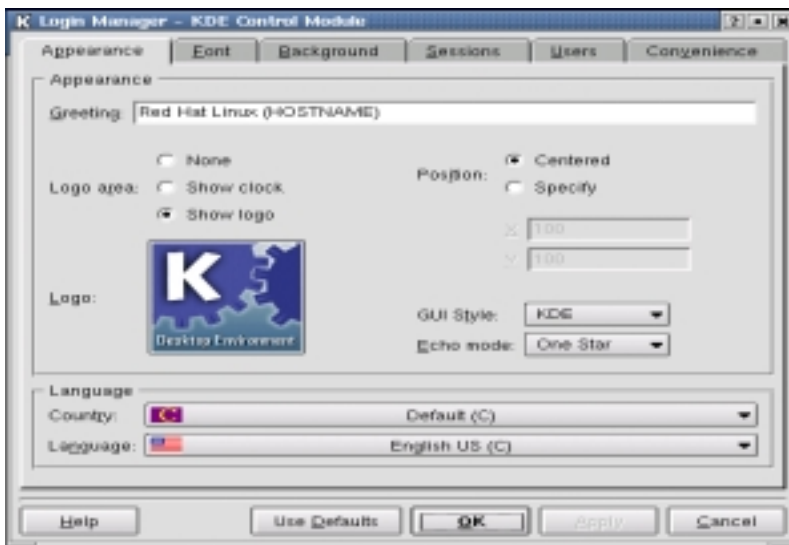 Login Manager - KDE Control Module
Appearance Font Background Sessions Users Convenience
Appearance
Greeting: Red Hat Linux (HOSTNAME)
Logo area:
None
Show clock
Show logo
Position:
Centered
Specify
X: 100
Y: 100
Logo:
K
Desktop Environment
GUI Style: KDE
Echo mode: One Star
Language
Country: C Default (C)
Language: English US (C)
Help Use Defaults OK Apply Cancel